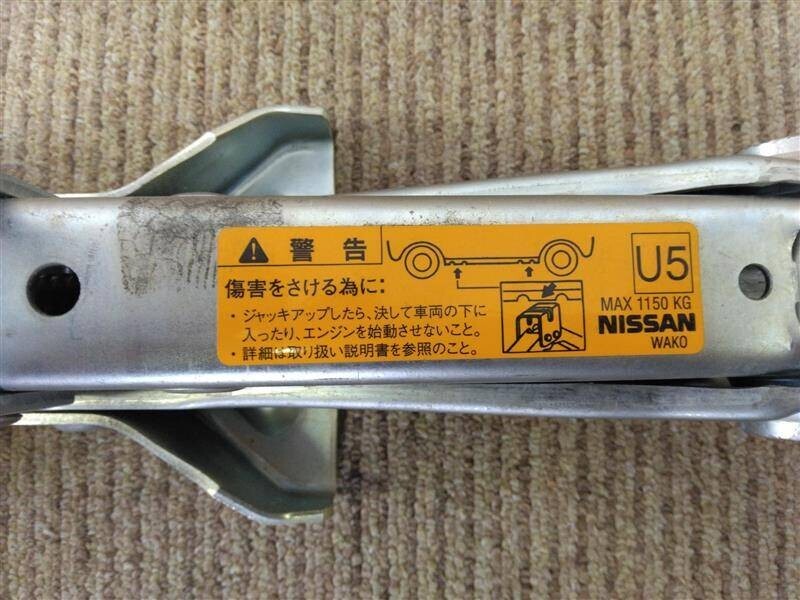 警告
傷害をさける為に:
・ジャッキアップしたら、決して車両の下に
入ったり、エンジンを始動させないこと。
・詳細は取り扱い説明書を参照のこと。
U5
MAX 1150 KG
NISSAN
WAKO